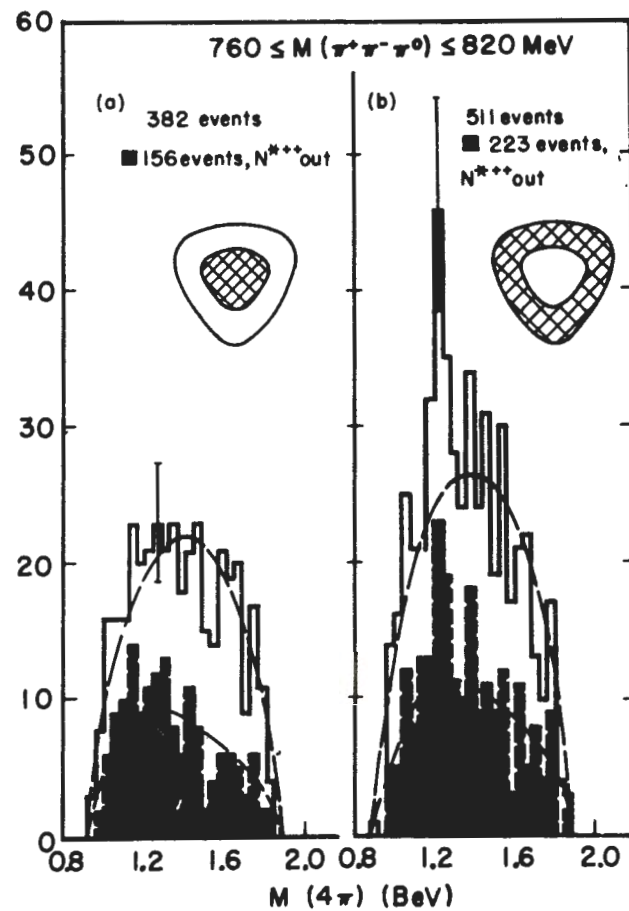 760 ≤ M (π⁺ π⁻ π⁰) ≤ 820 MeV
(a)
382 events
156 events, N*++ out
(b)
511 events
223 events,
N*++ out
60
50
40
30
20
10
0
0.8 1.2 1.6 2.0
0.8 1.2 1.6 2.0
M (4π) (BeV)